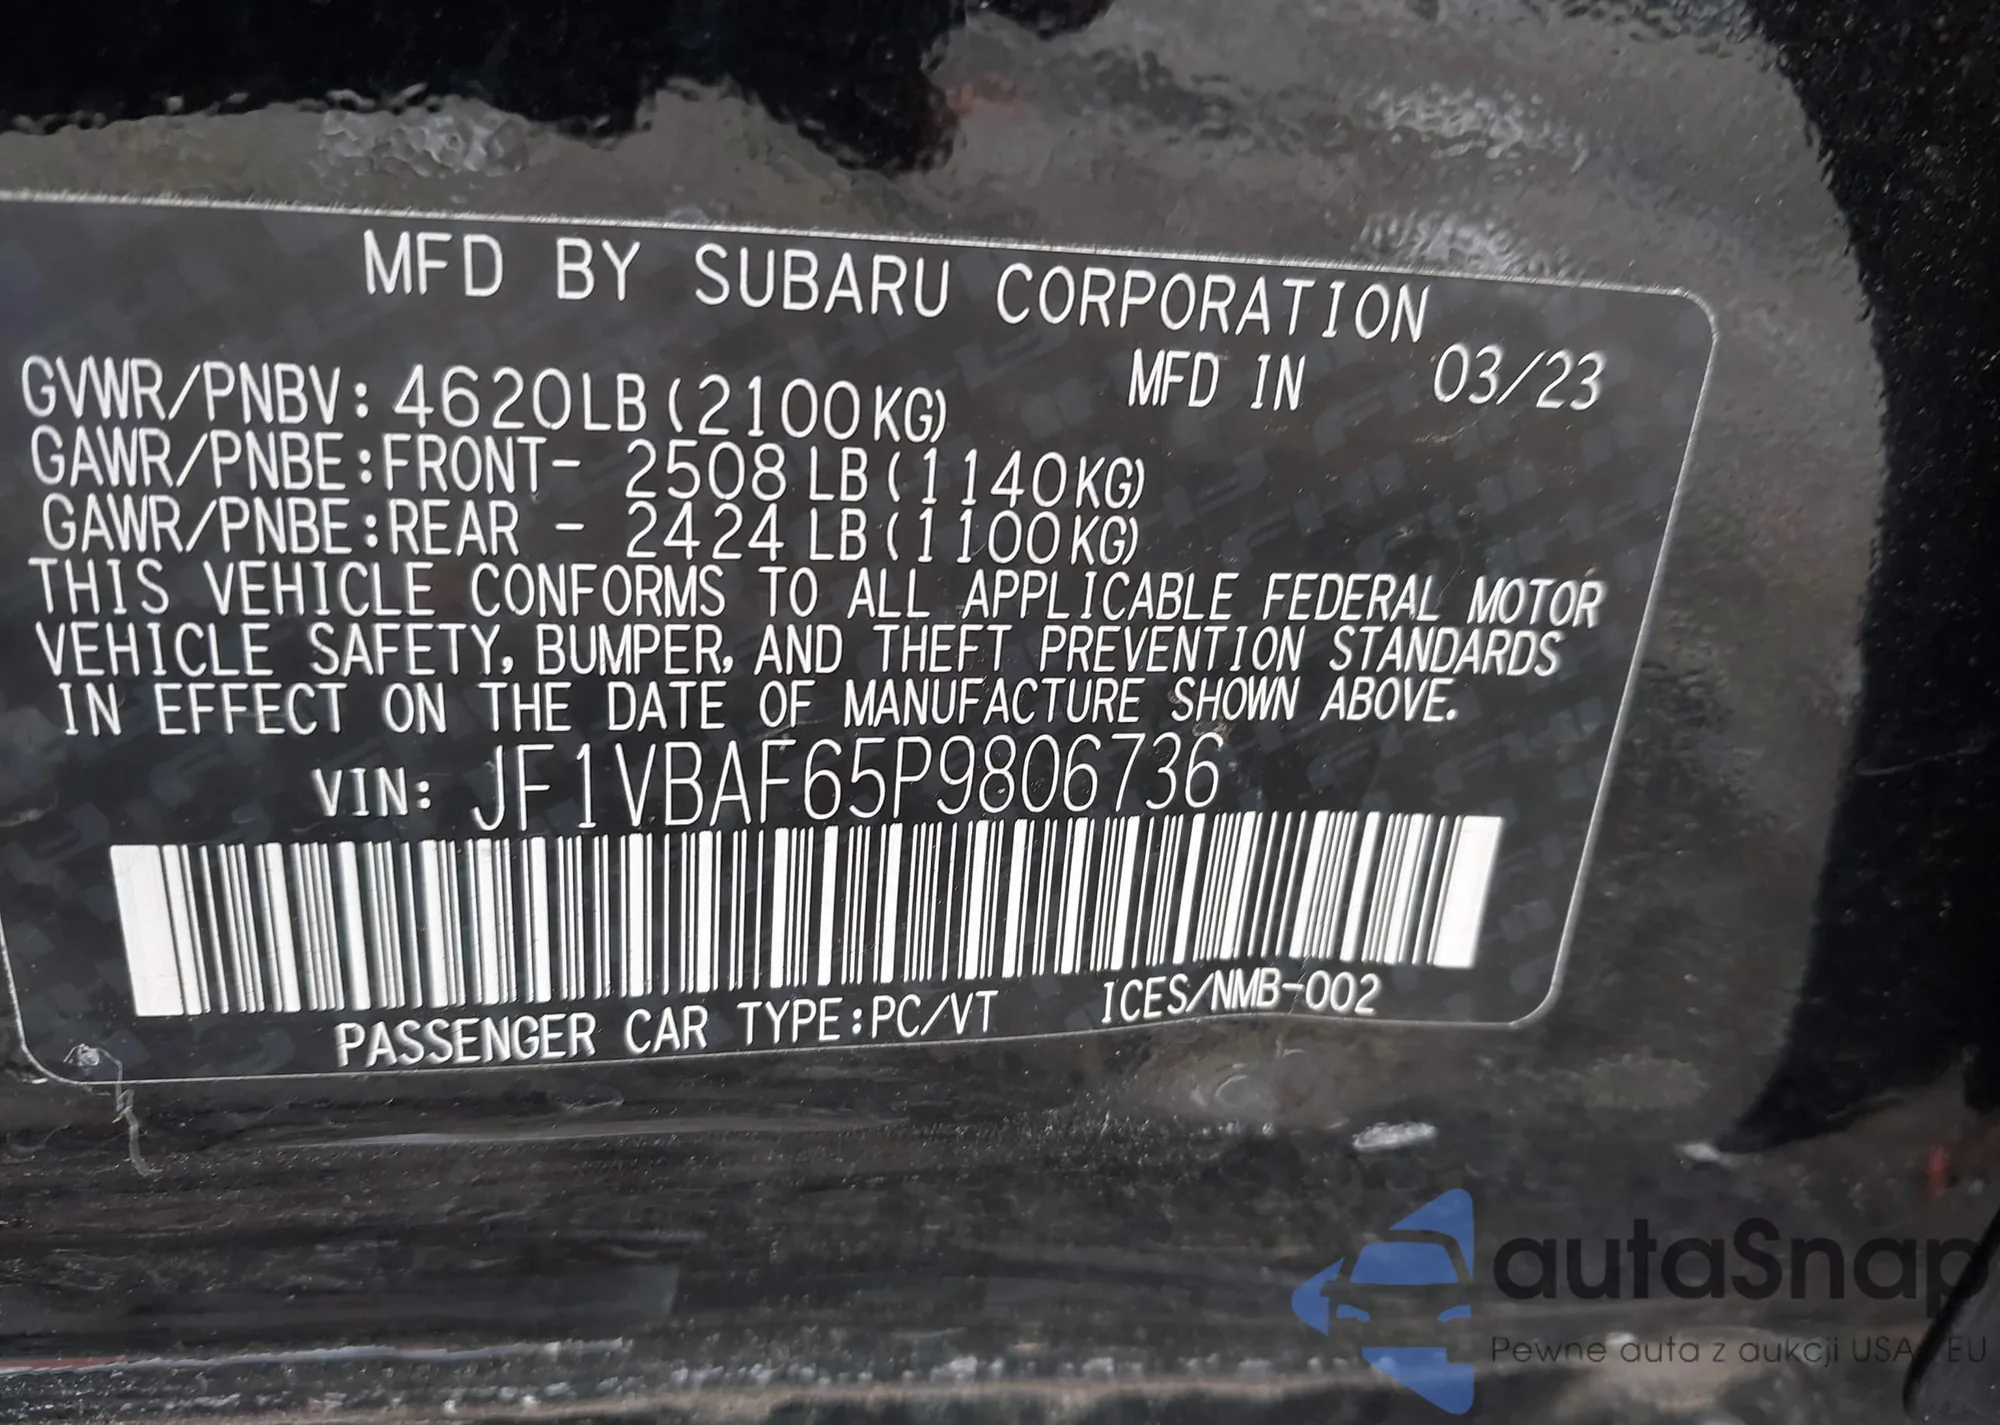 MFD BY SUBARU CORPORATION
GVWR/PNBV: 4620LB (2100KG) MFD IN 03/23
GAWR/PNBE:FRONT- 2508 LB (1140KG)
GAWR/PNBE:REAR - 2424 LB (1100KG)
THIS VEHICLE CONFORMS TO ALL APPLICABLE FEDERAL MOTOR
VEHICLE SAFETY, BUMPER, AND THEFT PREVENTION STANDARDS
IN EFFECT ON THE DATE OF MANUFACTURE SHOWN ABOVE.
VIN: JF1VBAF65P9806736
PASSENGER CAR TYPE:PC/VT ICES/NMB-002
autaSnap
Pewne auta z aukcji USA EU